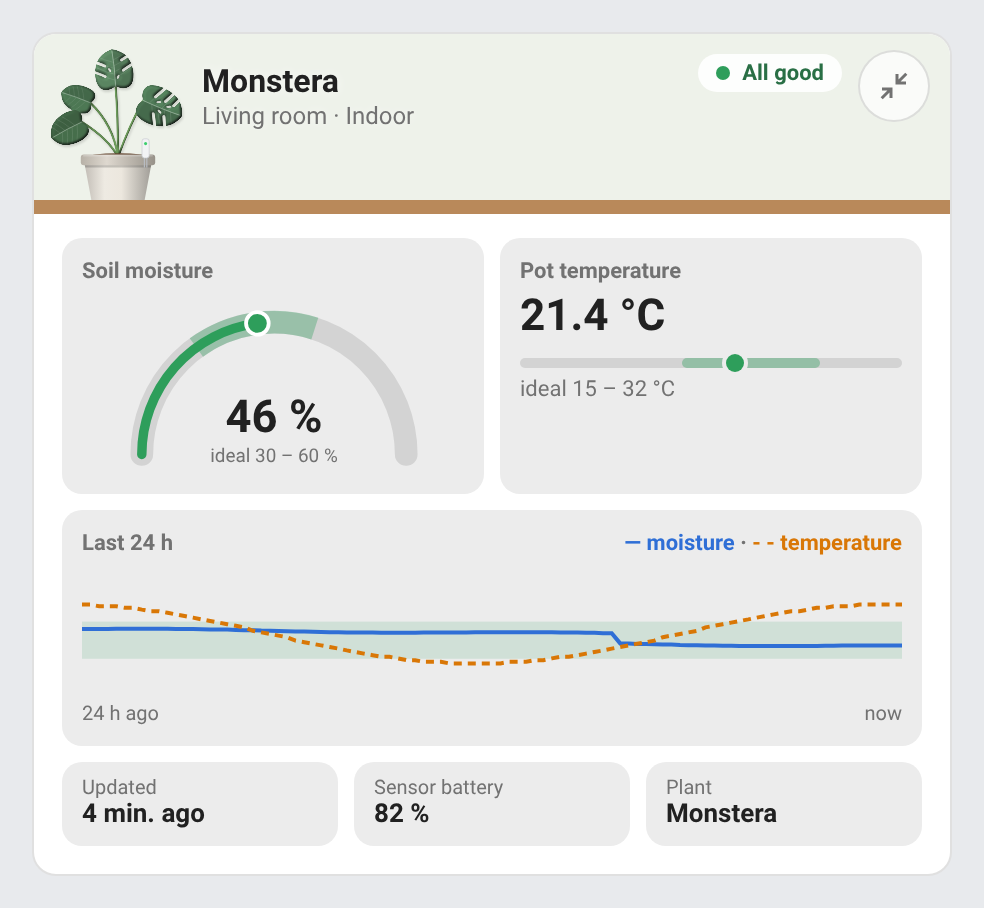 Monstera
Living room · Indoor
All good
Soil moisture
46 %
ideal 30 – 60 %
Pot temperature
21.4 °C
ideal 15 – 32 °C
Last 24 h
— moisture · - - temperature
24 h ago
now
Updated
4 min. ago
Sensor battery
82 %
Plant
Monstera